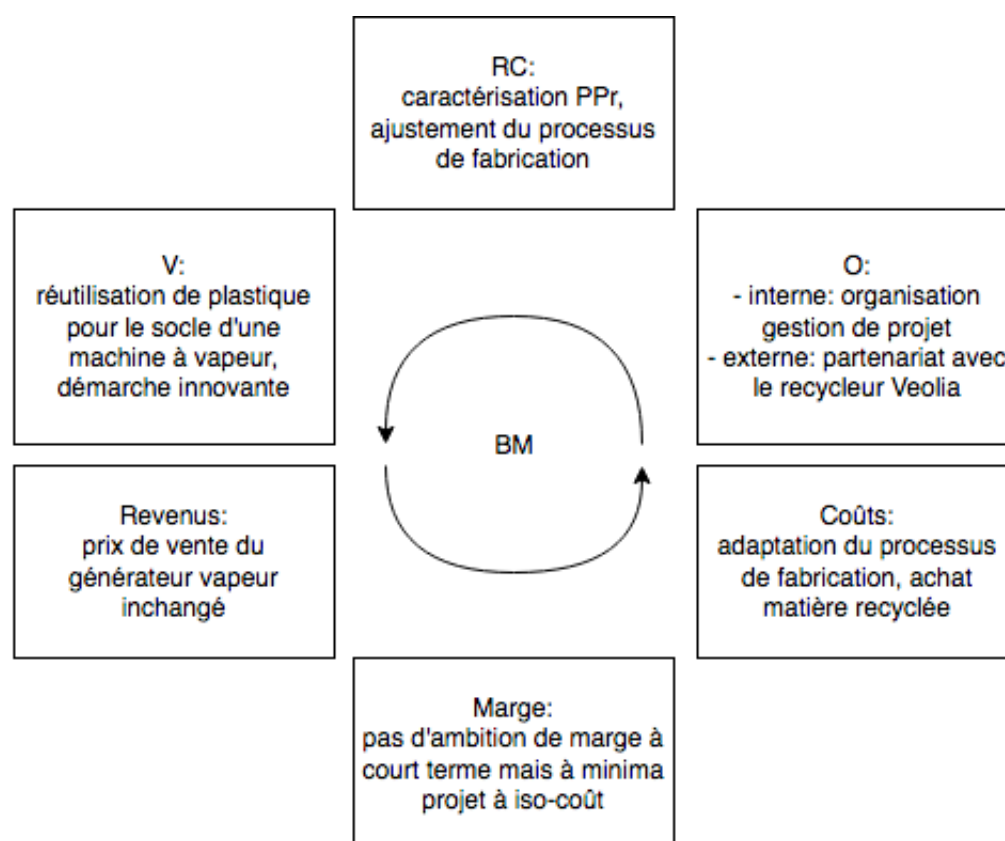 RC:
caractérisation PPr,
ajustement du processus
de fabrication
V:
réutilisation de plastique
pour le socle d'une
machine à vapeur,
démarche innovante
O:
- interne: organisation
gestion de projet
- externe: partenariat avec
le recycleur Veolia
BM
Revenus:
prix de vente du
générateur vapeur
inchangé
Coûts:
adaptation du processus
de fabrication, achat
matière recyclée
Marge:
pas d'ambition de marge à
court terme mais à minima
projet à iso-coût